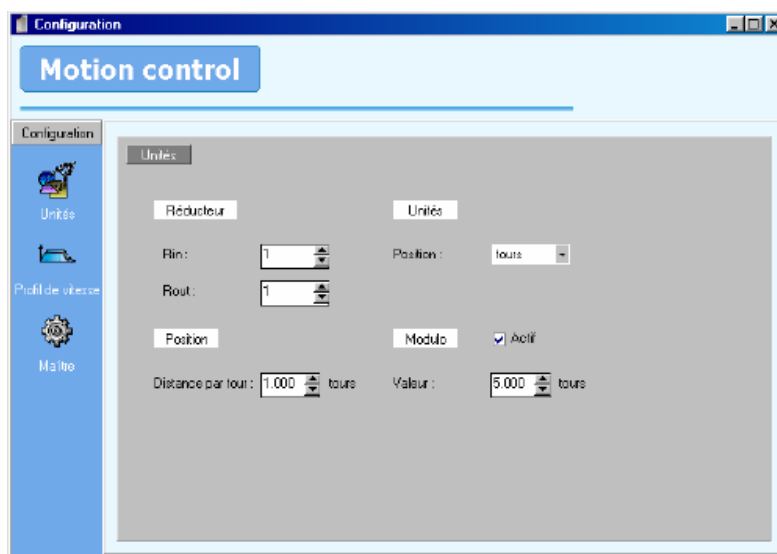 Configuration
Motion control
Configuration
Unités
Profil de vitesse
Maître
Unités
Réducteur
Unités
Rin : 1
Position : tours
Rout : 1
Position
Modulo
Actif
Distance par tour : 1.000 tours
Valeur : 5.000 tours